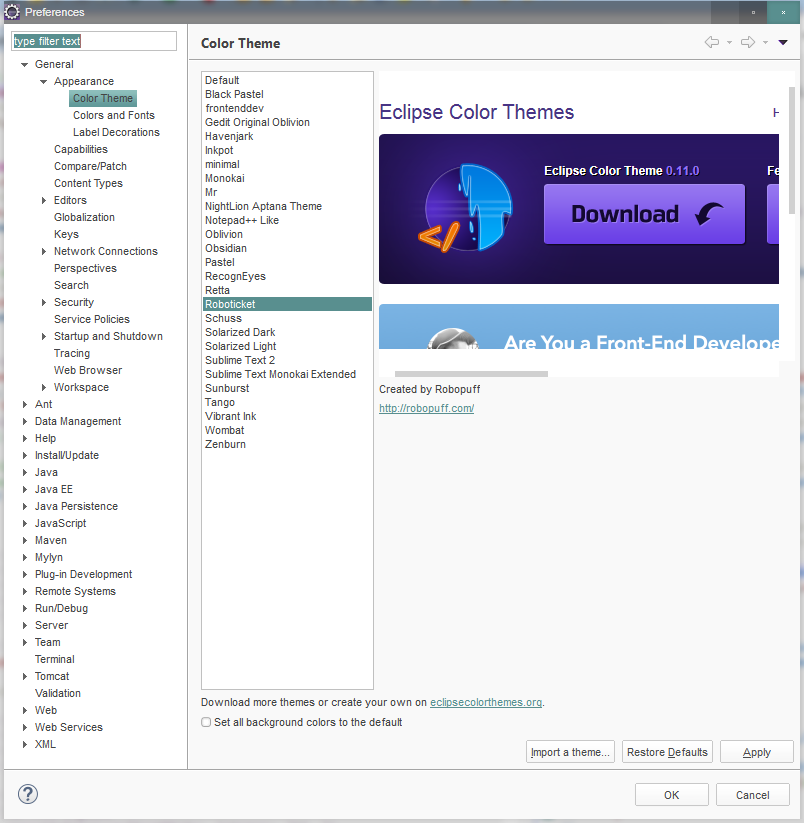 Preferences
type filter text
General
Appearance
Color Theme
Colors and Fonts
Label Decorations
Capabilities
Compare/Patch
Content Types
Editors
Globalization
Keys
Network Connections
Perspectives
Search
Security
Service Policies
Startup and Shutdown
Tracing
Web Browser
Workspace
Ant
Data Management
Help
Install/Update
Java
Java EE
Java Persistence
JavaScript
Maven
Mylyn
Plug-in Development
Remote Systems
Run/Debug
Server
Team
Terminal
Tomcat
Validation
Web
Web Services
XML
Color Theme
Default
Black Pastel
frontenddev
Gedit Original Oblivion
Havenjark
Inkpot
minimal
Monokai
Mr
NightLion Aptana Theme
Notepad++ Like
Oblivion
Obsidian
Pastel
RecognEyes
Retta
Roboticket
Schuss
Solarized Dark
Solarized Light
Sublime Text 2
Sublime Text Monokai Extended
Sunburst
Tango
Vibrant Ink
Wombat
Zenburn
Eclipse Color Themes H
</> Eclipse Color Theme 0.11.0 Fe
Download
Are You a Front-End Develope
Created by Robopuff
http://robopuff.com/
Download more themes or create your own on eclipsecolorthemes.org.
Set all background colors to the default
Import a theme... Restore Defaults Apply
? OK Cancel